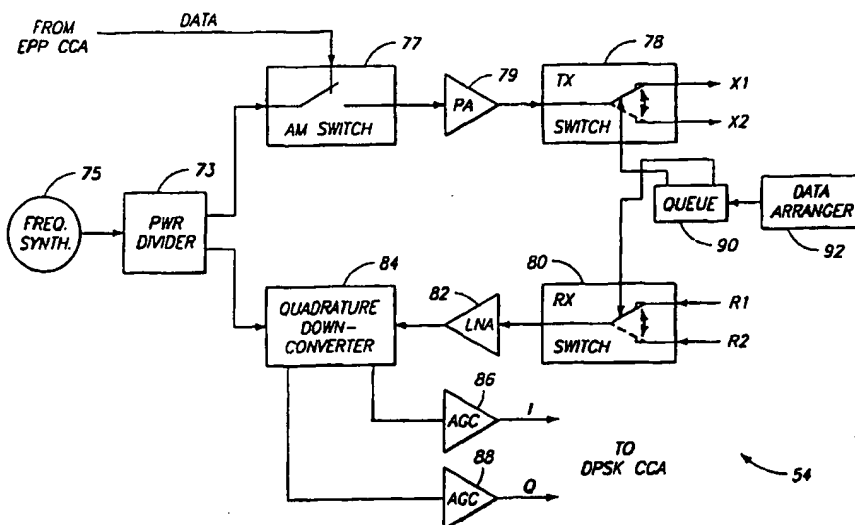 FROM
EPP CCA
DATA
77
AM SWITCH
79
PA
78
TX
SWITCH
X1
X2
75
FREQ.
SYNTH.
73
PWR
DIVIDER
QUEUE
90
DATA
ARRANGER
92
84
QUADRATURE
DOWN-
CONVERTER
82
LNA
80
RX
SWITCH
R1
R2
86
AGC
I
88
AGC
Q
TO
DPSK CCA
54